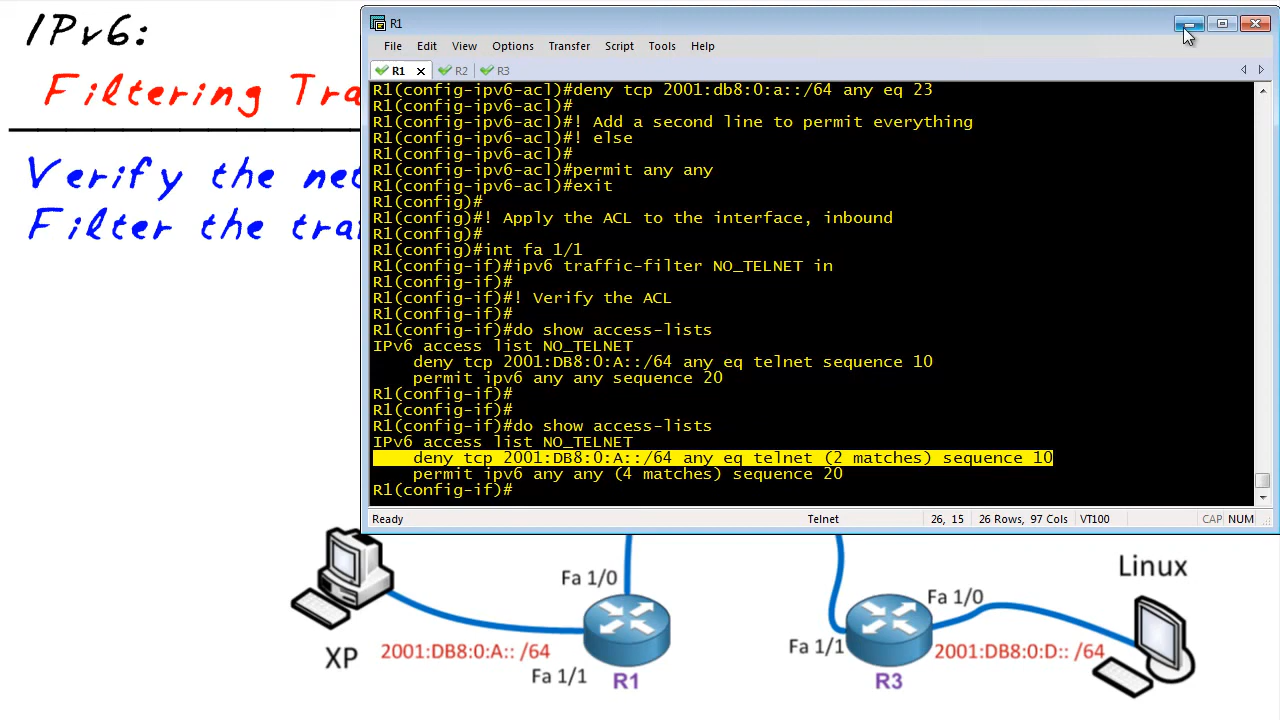 IPv6:
Filtering Tra
Verify the net
Filter the traf
R1
File Edit View Options Transfer Script Tools Help
R1 x R2 R3
R1(config-ipv6-acl)#deny tcp 2001:db8:0:a::/64 any eq 23
R1(config-ipv6-acl)#
R1(config-ipv6-acl)#! Add a second line to permit everything
R1(config-ipv6-acl)#! else
R1(config-ipv6-acl)#
R1(config-ipv6-acl)#permit any any
R1(config-ipv6-acl)#exit
R1(config)#
R1(config)#! Apply the ACL to the interface, inbound
R1(config)#
R1(config)#int fa 1/1
R1(config-if)#ipv6 traffic-filter NO_TELNET in
R1(config-if)#
R1(config-if)#! Verify the ACL
R1(config-if)#
R1(config-if)#do show access-lists
IPv6 access list NO_TELNET
deny tcp 2001:DB8:0:A::/64 any eq telnet sequence 10
permit ipv6 any any sequence 20
R1(config-if)#
R1(config-if)#
R1(config-if)#do show access-lists
IPv6 access list NO_TELNET
deny tcp 2001:DB8:0:A::/64 any eq telnet (2 matches) sequence 10
permit ipv6 any any (4 matches) sequence 20
R1(config-if)#
Ready Telnet 26, 15 26 Rows, 97 Cols VT100 CAP NUM
Linux
Fa 1/0
Fa 1/0
XP
2001:DB8:0:A:: /64
Fa 1/1
R1
Fa 1/1
R3
2001:DB8:0:D:: /64